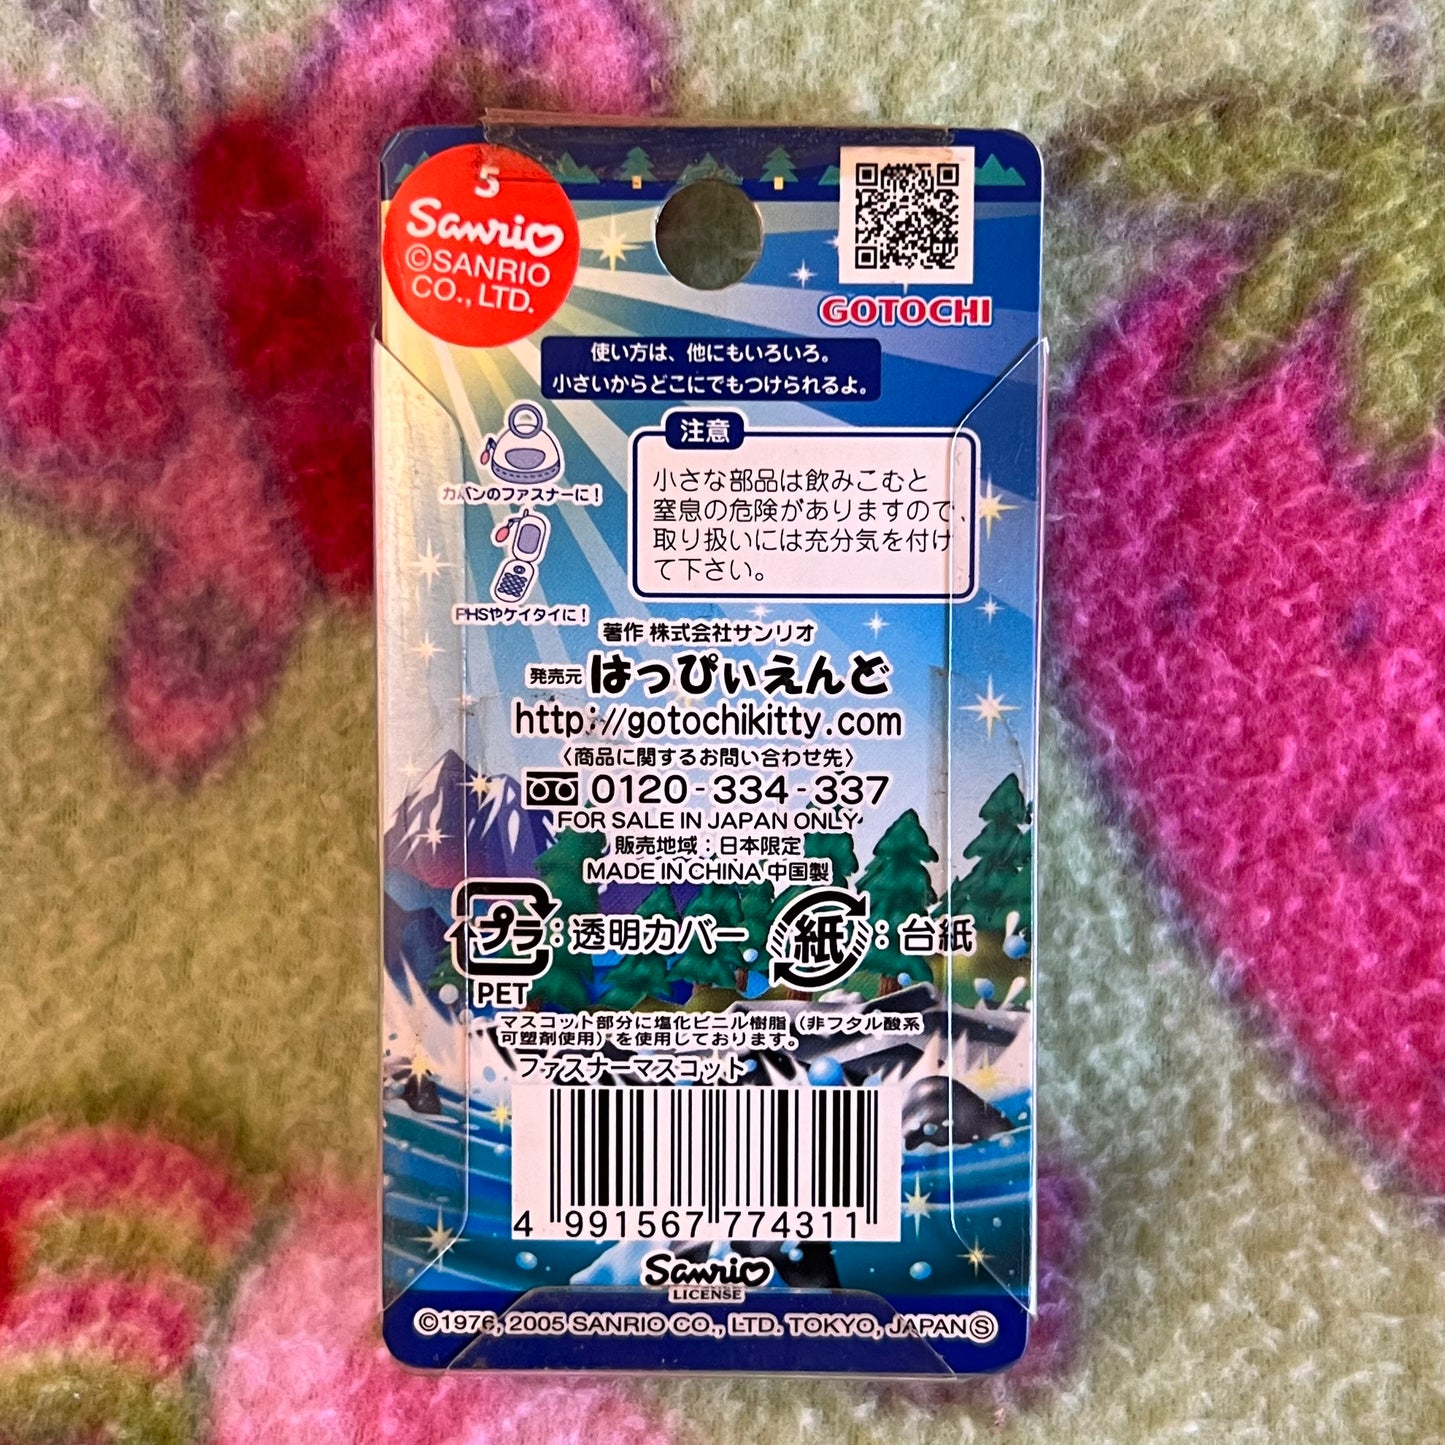 5
Sanrio
©SANRIO
CO., LTD.
GOTOCHI
使い方は、他にもいろいろ。
小さいからどこにでもつけられるよ。
カバンのファスナーに!
PHSやケイタイに!
注意
小さな部品は飲みこむと
窒息の危険がありますので、
取り扱いには充分気を付け
て下さい。
著作 株式会社サンリオ
発売元 はっぴぃえんど
http://gotochikitty.com
〈商品に関するお問い合わせ先〉
0120-334-337
FOR SALE IN JAPAN ONLY
販売地域:日本限定
MADE IN CHINA 中国製
プラ:透明カバー 紙:台紙
PET
マスコット部分に塩化ビニル樹脂(非フタル酸系
可塑剤使用)を使用しております。
ファスナーマスコット
4 991567 774311
Sanrio
LICENSE
©1976, 2005 SANRIO CO., LTD. TOKYO, JAPAN Ⓢ